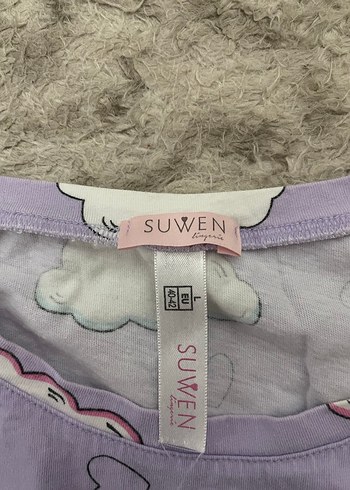 SUWEN
lingerie
L
EU
40-42
SUWEN
lingerie